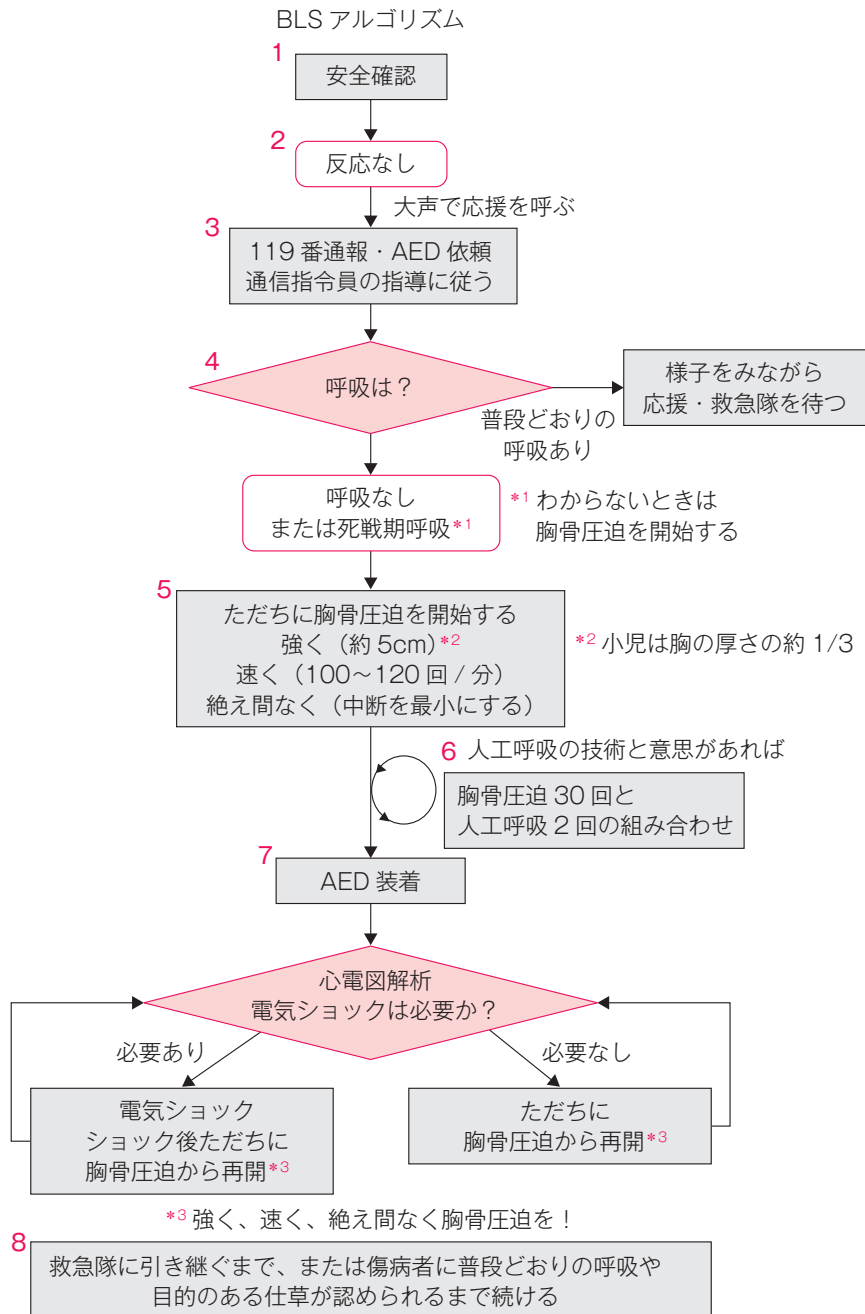 BLS アルゴリズム
1
安全確認
2
反応なし
大声で応援を呼ぶ
3
119 番通報・AED 依頼
通信指令員の指導に従う
4
呼吸は？
様子をみながら
応援・救急隊を待つ
普段どおりの
呼吸あり
呼吸なし
または死戦期呼吸*1
*1 わからないときは
胸骨圧迫を開始する
5
ただちに胸骨圧迫を開始する
強く（約 5cm）*2
速く（100〜120 回 / 分）
絶え間なく（中断を最小にする）
*2 小児は胸の厚さの約 1/3
6 人工呼吸の技術と意思があれば
胸骨圧迫 30 回と
人工呼吸 2 回の組み合わせ
7
AED 装着
心電図解析
電気ショックは必要か？
必要あり
必要なし
電気ショック
ショック後ただちに
胸骨圧迫から再開*3
ただちに
胸骨圧迫から再開*3
*3 強く、速く、絶え間なく胸骨圧迫を！
8
救急隊に引き継ぐまで、または傷病者に普段どおりの呼吸や
目的のある仕草が認められるまで続ける